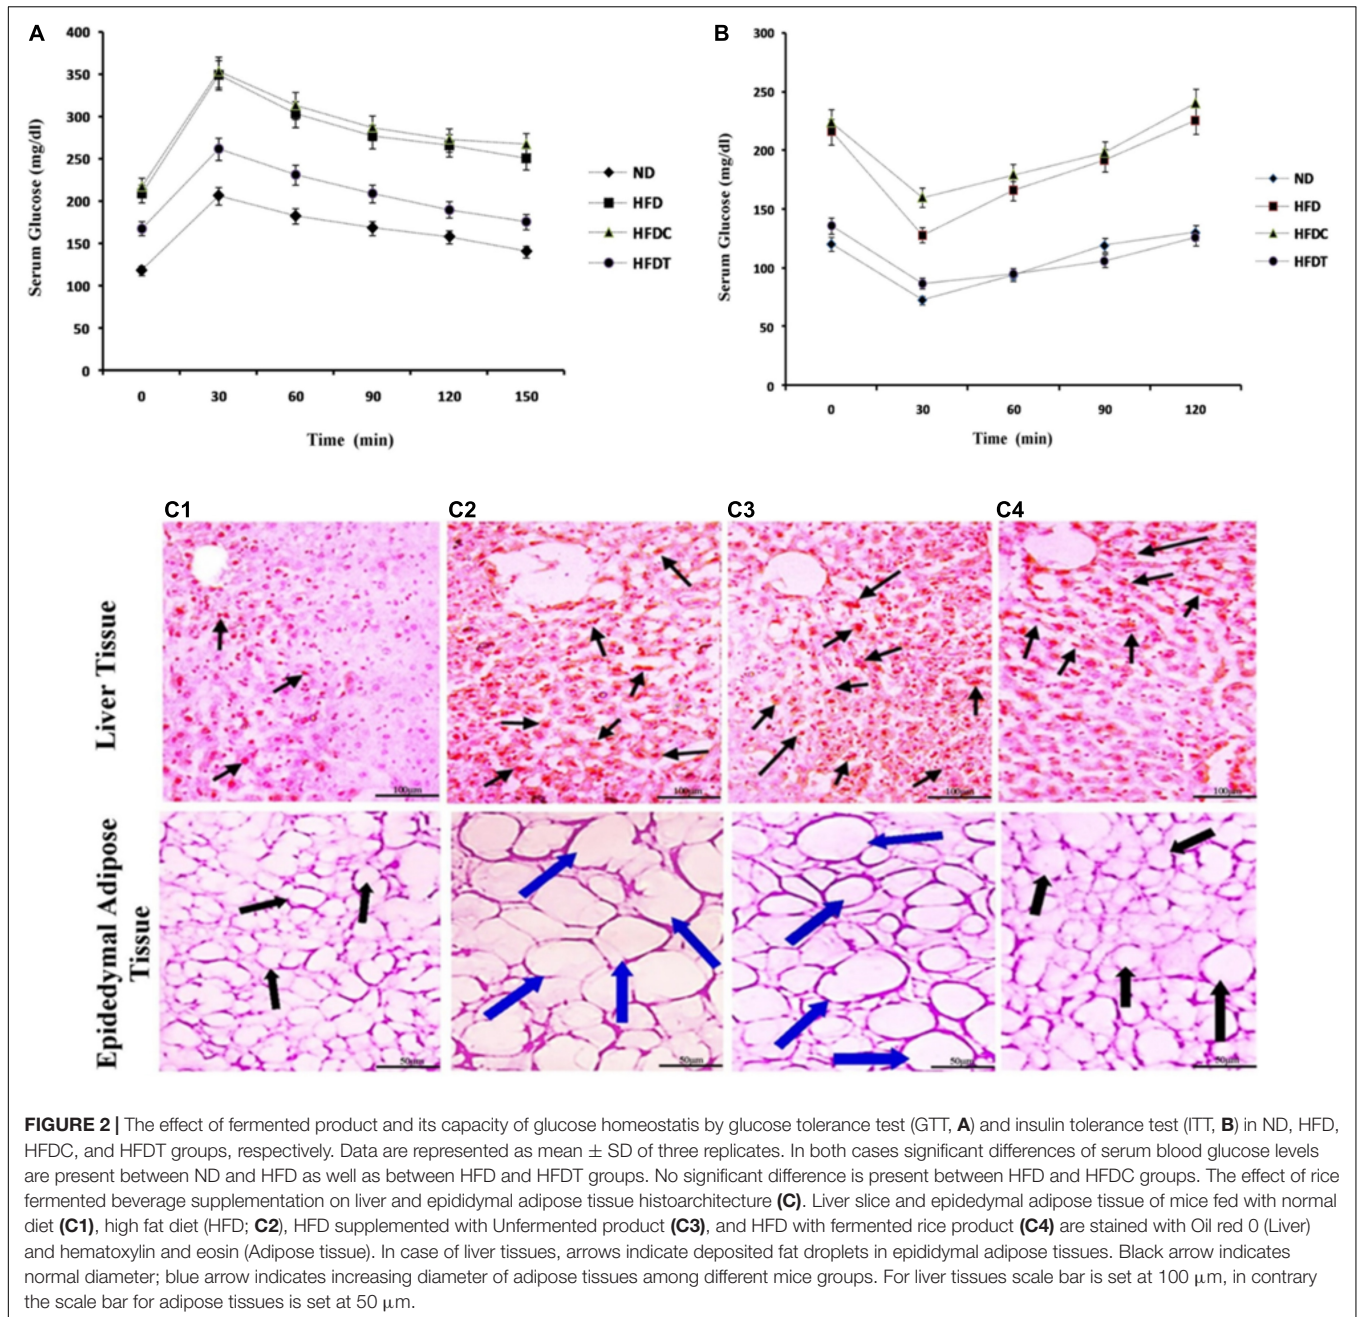 A
400
350
300
250
200
150
100
50
0
Serum Glucose (mg/dl)
0 30 60 90 120 150
Time (min)
ND
HFD
HFDC
HFDT
B
300
250
200
150
100
50
0
Serum Glucose (mg/dl)
0 30 60 90 120
Time (min)
ND
HFD
HFDC
HFDT
C1 C2 C3 C4
Liver Tissue
100µm 100µm 100µm 100µm
Epidedymal Adipose
Tissue
50µm 50µm 50µm 50µm
FIGURE 2 | The effect of fermented product and its capacity of glucose homeostatis by glucose tolerance test (GTT, A) and insulin tolerance test (ITT, B) in ND, HFD,
HFDC, and HFDT groups, respectively. Data are represented as mean ± SD of three replicates. In both cases significant differences of serum blood glucose levels
are present between ND and HFD as well as between HFD and HFDT groups. No significant difference is present between HFD and HFDC groups. The effect of rice
fermented beverage supplementation on liver and epididymal adipose tissue histoarchitecture (C). Liver slice and epidedymal adipose tissue of mice fed with normal
diet (C1), high fat diet (HFD; C2), HFD supplemented with Unfermented product (C3), and HFD with fermented rice product (C4) are stained with Oil red 0 (Liver)
and hematoxylin and eosin (Adipose tissue). In case of liver tissues, arrows indicate deposited fat droplets in epididymal adipose tissues. Black arrow indicates
normal diameter; blue arrow indicates increasing diameter of adipose tissues among different mice groups. For liver tissues scale bar is set at 100 µm, in contrary
the scale bar for adipose tissues is set at 50 µm.